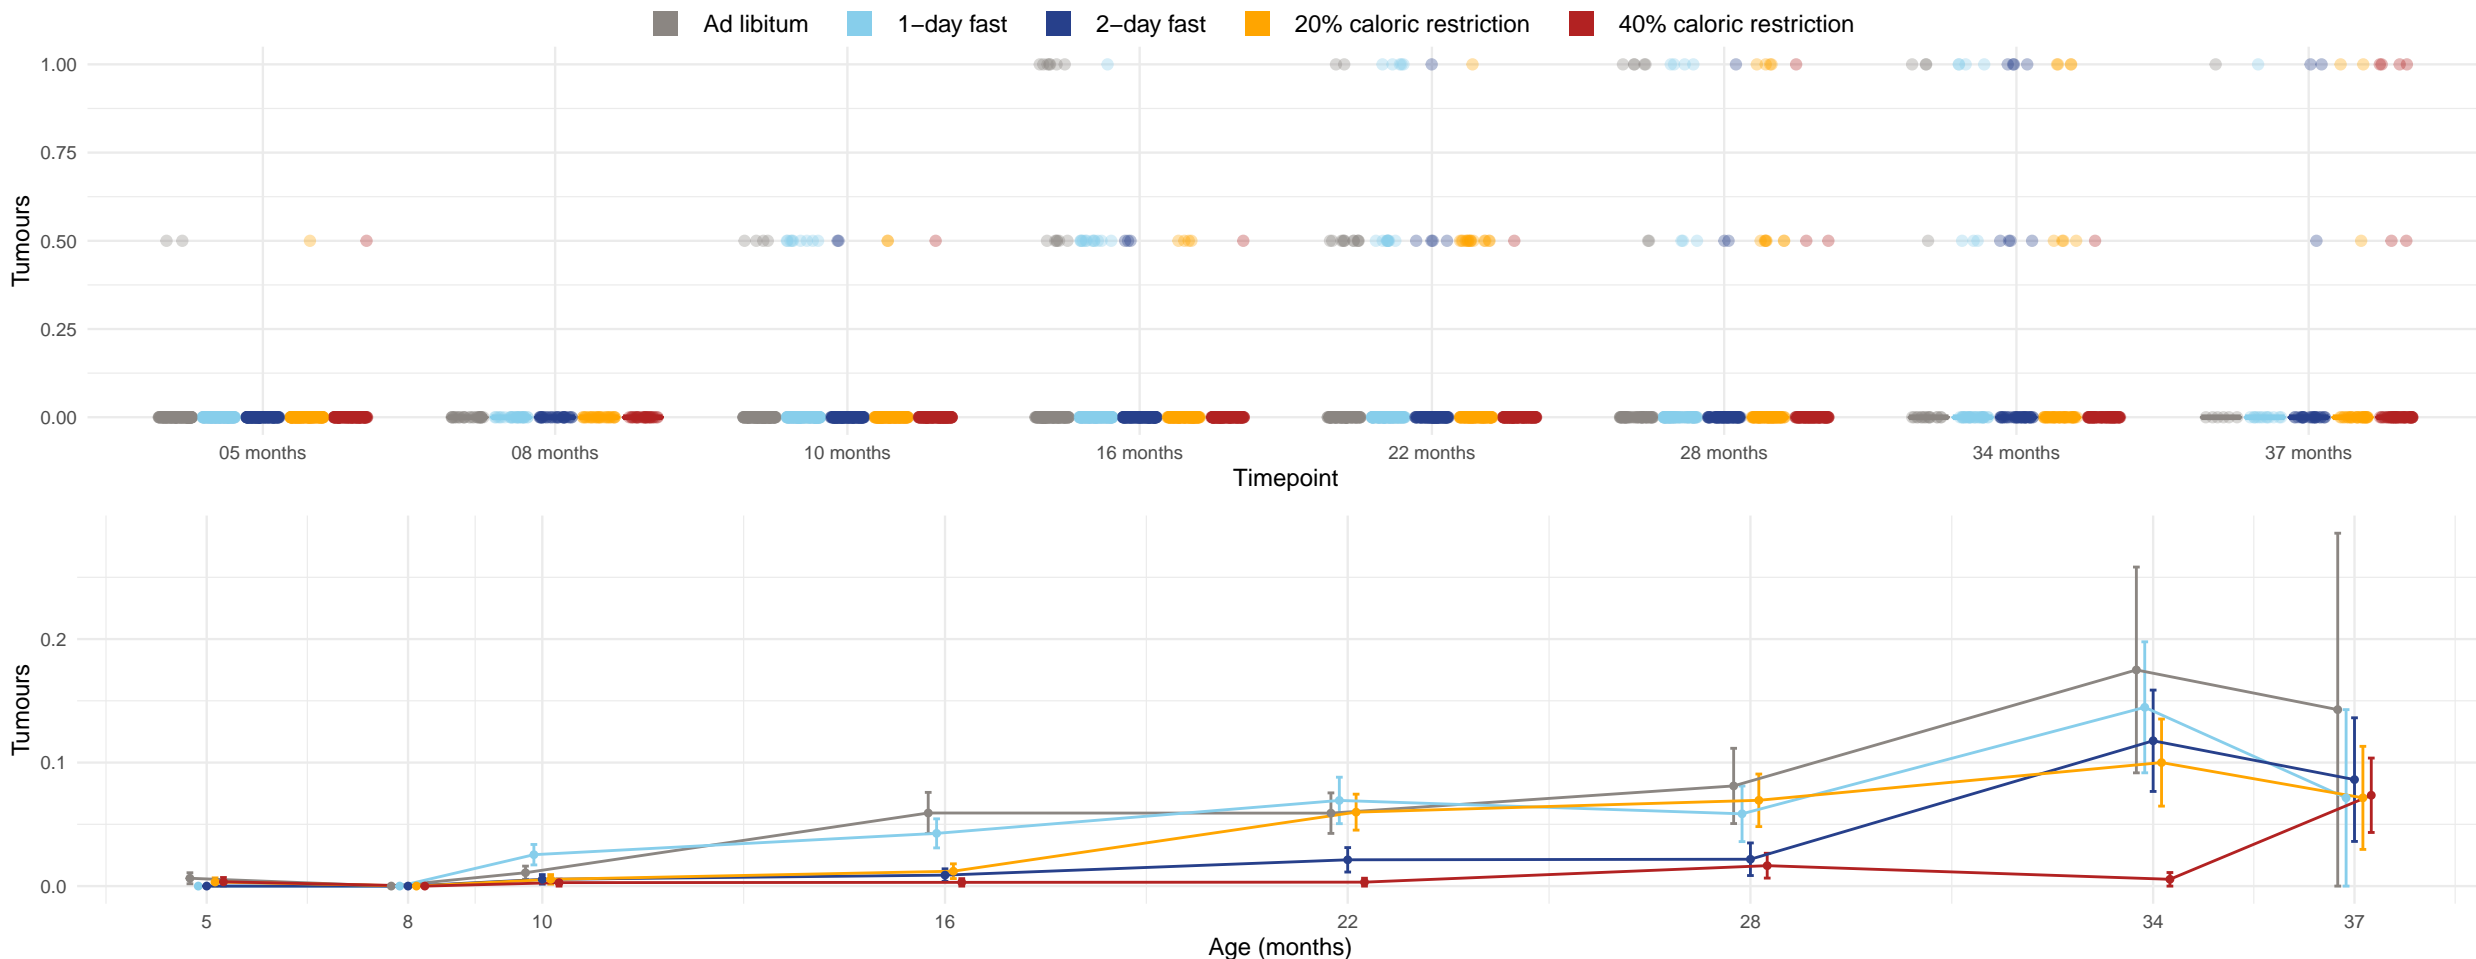 Ad libitum 1−day fast 2−day fast 20% caloric restriction 40% caloric restriction
1.00
0.75
0.50
0.25
0.00
Tumours
05 months 08 months 10 months 16 months 22 months 28 months 34 months 37 months
Timepoint
0.2
0.1
0.0
Tumours
5 8 10 16 22 28 34 37
Age (months)